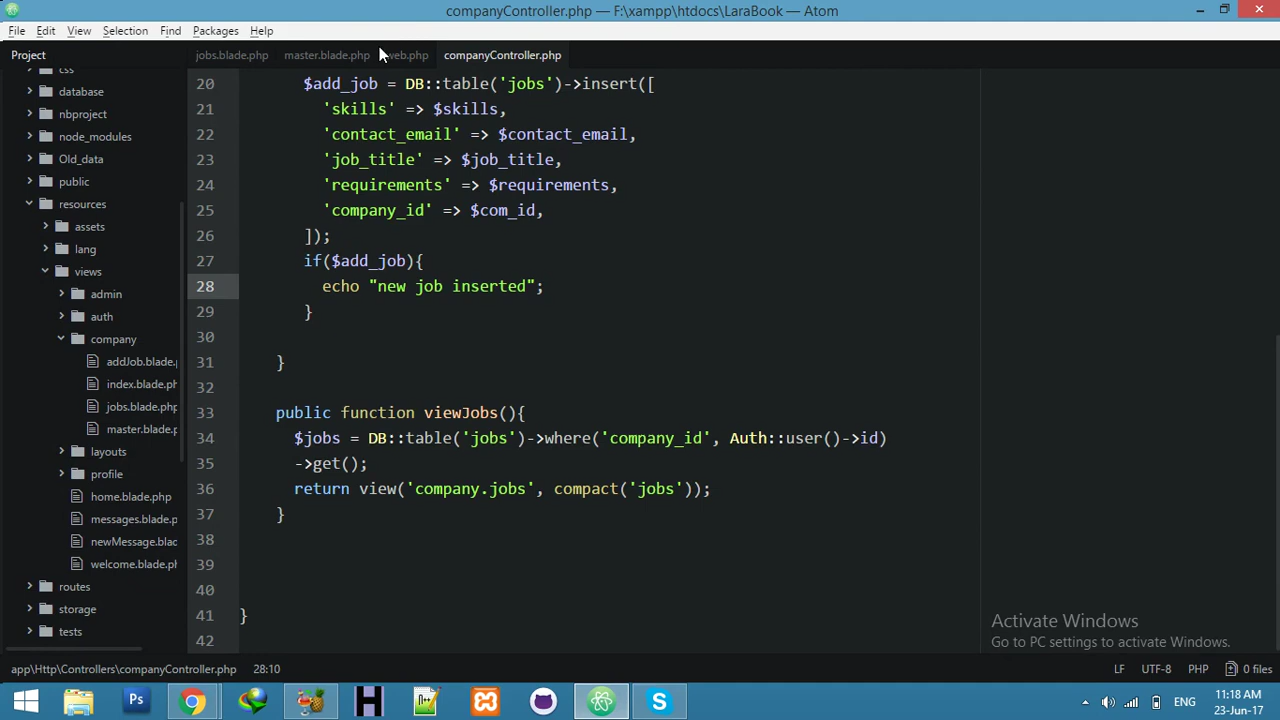 companyController.php — F:\xampp\htdocs\LaraBook — Atom
File Edit View Selection Find Packages Help
Project
jobs.blade.php master.blade.php web.php companyController.php
css
database
nbproject
node_modules
Old_data
public
resources
assets
lang
views
admin
auth
company
addJob.blade.
index.blade.ph
jobs.blade.php
master.blade.p
layouts
profile
home.blade.php
messages.blade.p
newMessage.blad
welcome.blade.ph
routes
storage
tests
20 $add_job = DB::table('jobs')->insert([
21 'skills' => $skills,
22 'contact_email' => $contact_email,
23 'job_title' => $job_title,
24 'requirements' => $requirements,
25 'company_id' => $com_id,
26 ]);
27 if($add_job){
28 echo "new job inserted";
29 }
30
31 }
32
33 public function viewJobs(){
34 $jobs = DB::table('jobs')->where('company_id', Auth::user()->id)
35 ->get();
36 return view('company.jobs', compact('jobs'));
37 }
38
39
40
41 }
42
Activate Windows
Go to PC settings to activate Windows.
app\Http\Controllers\companyController.php 28:10 LF UTF-8 PHP 0 files
ENG
11:18 AM
23-Jun-17